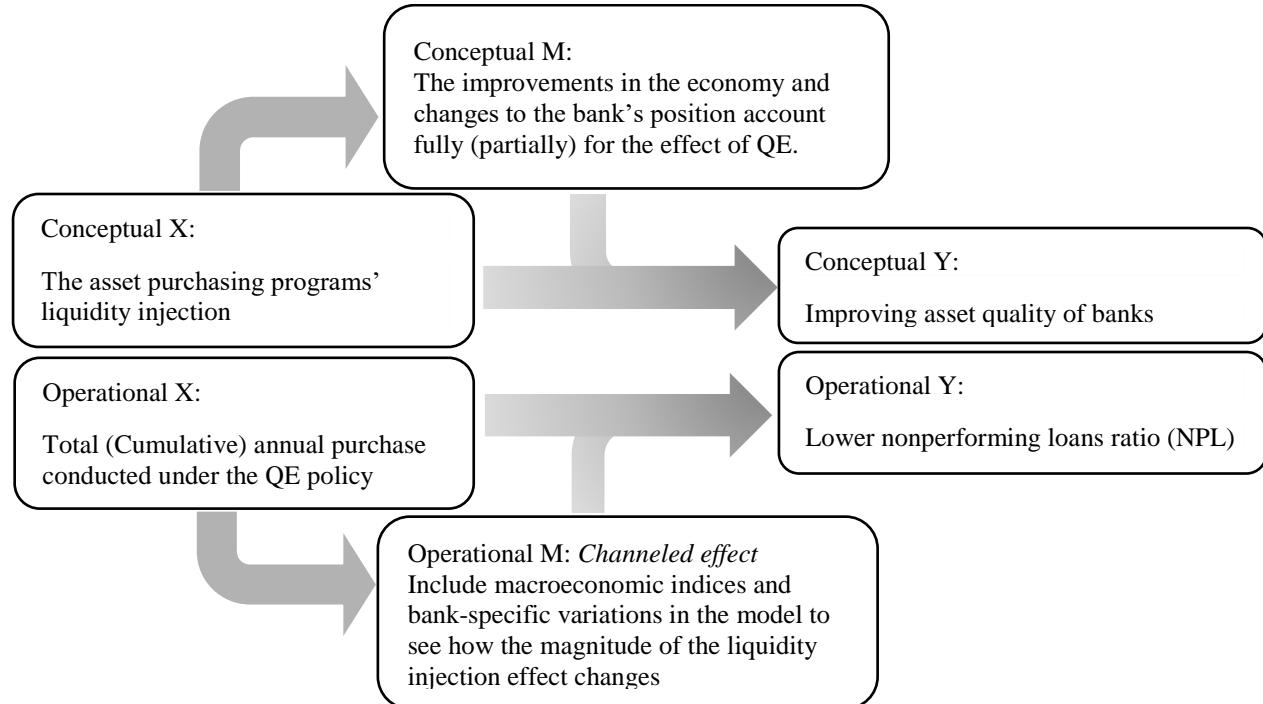 Conceptual M:
The improvements in the economy and
changes to the bank’s position account
fully (partially) for the effect of QE.
Conceptual X:
The asset purchasing programs’
liquidity injection
Conceptual Y:
Improving asset quality of banks
Operational X:
Total (Cumulative) annual purchase
conducted under the QE policy
Operational Y:
Lower nonperforming loans ratio (NPL)
Operational M: Channeled effect
Include macroeconomic indices and
bank-specific variations in the model to
see how the magnitude of the liquidity
injection effect changes